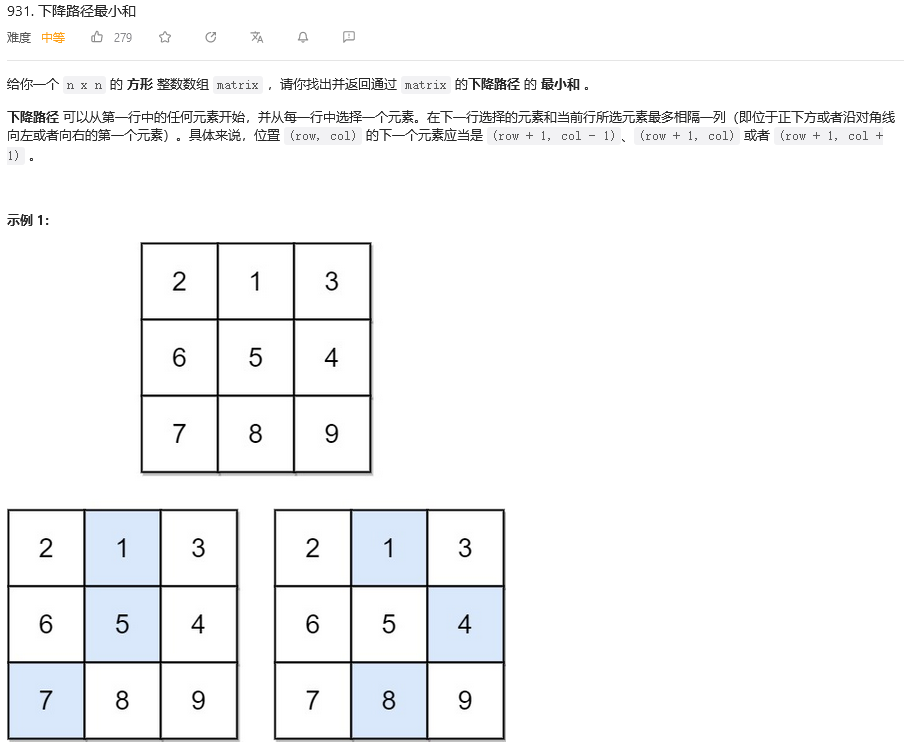 931. 下降路径最小和
难度 中等 279
给你一个 n x n 的 方形 整数数组 matrix ，请你找出并返回通过 matrix 的下降路径 的 最小和 。
下降路径 可以从第一行中的任何元素开始，并从每一行中选择一个元素。在下一行选择的元素和当前行所选元素最多相隔一列（即位于正下方或者沿对角线
向左或者向右的第一个元素）。具体来说，位置 (row, col) 的下一个元素应当是 (row + 1, col - 1)、(row + 1, col) 或者 (row + 1, col +
1) 。
示例 1：
2 1 3
6 5 4
7 8 9
2 1 3 2 1 3
6 5 4 6 5 4
7 8 9 7 8 9